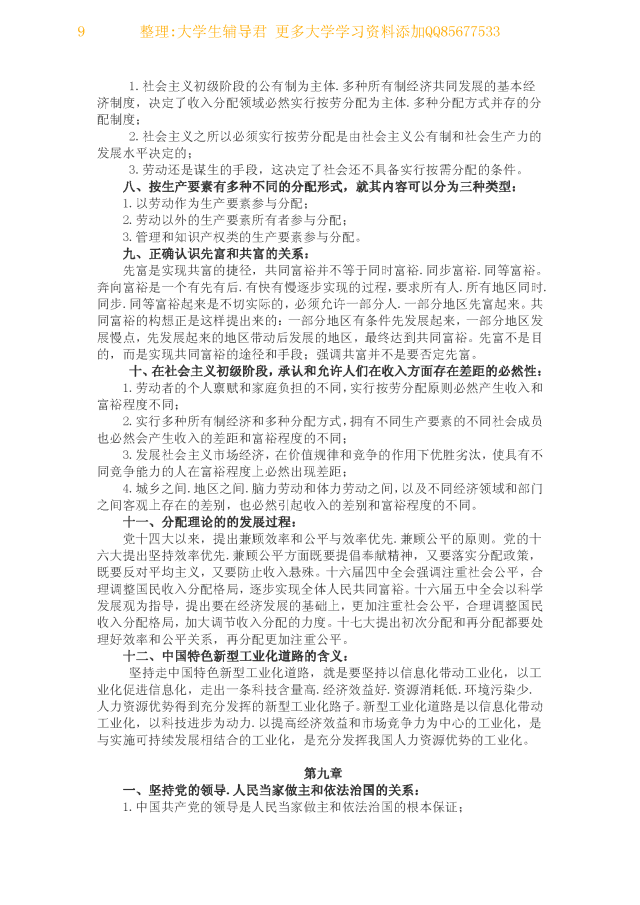 9 整理:大学生辅导君 更多大学学习资料添加QQ85677533
1.社会主义初级阶段的公有制为主体.多种所有制经济共同发展的基本经
济制度，决定了收入分配领域必然实行按劳分配为主体.多种分配方式并存的分
配制度；
2.社会主义之所以必须实行按劳分配是由社会主义公有制和社会生产力的
发展水平决定的；
3.劳动还是谋生的手段，这决定了社会还不具备实行按需分配的条件。
八、按生产要素有多种不同的分配形式，就其内容可以分为三种类型：
1.以劳动作为生产要素参与分配；
2.劳动以外的生产要素所有者参与分配；
3.管理和知识产权类的生产要素参与分配。
九、正确认识先富和共富的关系：
先富是实现共富的捷径，共同富裕并不等于同时富裕.同步富裕.同等富裕。
奔向富裕是一个有先有后.有快有慢逐步实现的过程，要求所有人.所有地区同时.
同步.同等富裕起来是不切实际的，必须允许一部分人.一部分地区先富起来。共
同富裕的构想正是这样提出来的：一部分地区有条件先发展起来，一部分地区发
展慢点，先发展起来的地区带动后发展的地区，最终达到共同富裕。先富不是目
的，而是实现共同富裕的途径和手段；强调共富并不是要否定先富。
十、在社会主义初级阶段，承认和允许人们在收入方面存在差距的必然性：
1.劳动者的个人禀赋和家庭负担的不同，实行按劳分配原则必然产生收入和
富裕程度不同；
2.实行多种所有制经济和多种分配方式，拥有不同生产要素的不同社会成员
也必然会产生收入的差距和富裕程度的不同；
3.发展社会主义市场经济，在价值规律和竞争的作用下优胜劣汰，使具有不
同竞争能力的人在富裕程度上必然出现差距；
4.城乡之间.地区之间.脑力劳动和体力劳动之间，以及不同经济领域和部门
之间客观上存在的差别，也必然引起收入的差别和富裕程度的不同。
十一、分配理论的的发展过程：
党十四大以来，提出兼顾效率和公平与效率优先.兼顾公平的原则。党的十
六大提出坚持效率优先.兼顾公平方面既要提倡奉献精神，又要落实分配政策，
既要反对平均主义，又要防止收入悬殊。十六届四中全会强调注重社会公平，合
理调整国民收入分配格局，逐步实现全体人民共同富裕。十六届五中全会以科学
发展观为指导，提出要在经济发展的基础上，更加注重社会公平，合理调整国民
收入分配格局，加大调节收入分配的力度。十七大提出初次分配和再分配都要处
理好效率和公平关系，再分配更加注重公平。
十二、中国特色新型工业化道路的含义：
坚持走中国特色新型工业化道路，就是要坚持以信息化带动工业化，以工
业化促进信息化，走出一条科技含量高.经济效益好.资源消耗低.环境污染少.
人力资源优势得到充分发挥的新型工业化路子。新型工业化道路是以信息化带动
工业化，以科技进步为动力.以提高经济效益和市场竞争力为中心的工业化，是
与实施可持续发展相结合的工业化，是充分发挥我国人力资源优势的工业化。
第九章
一、坚持党的领导.人民当家做主和依法治国的关系：
1.中国共产党的领导是人民当家做主和依法治国的根本保证；